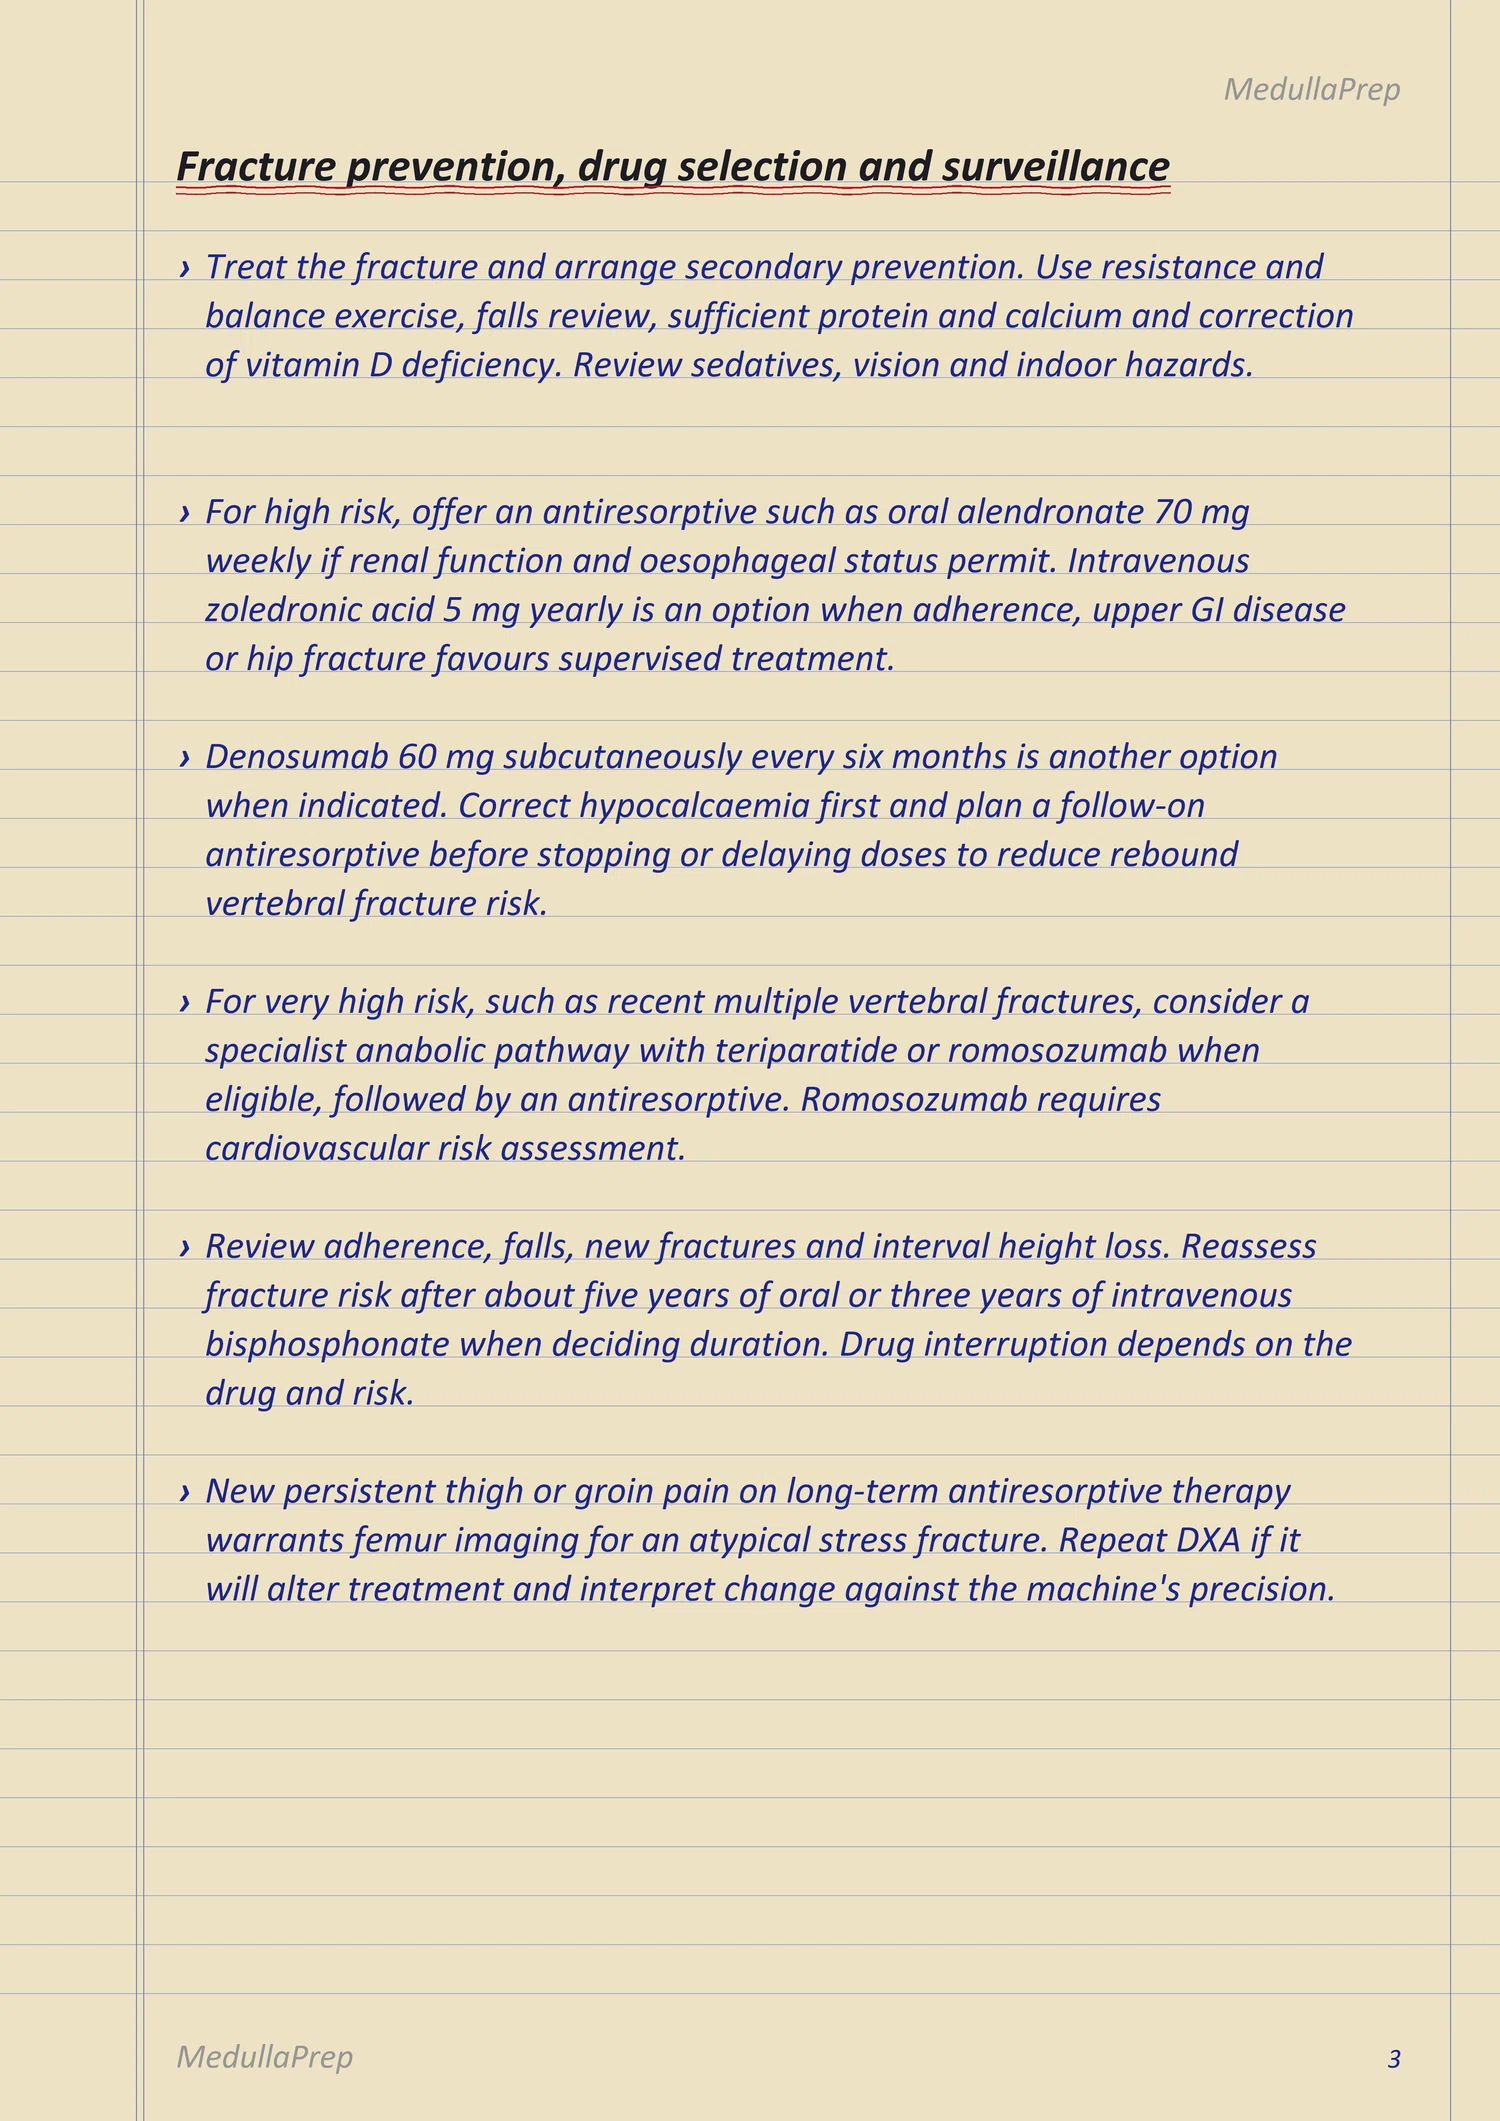 MedullaPrep
Fracture prevention, drug selection and surveillance
› Treat the fracture and arrange secondary prevention. Use resistance and
balance exercise, falls review, sufficient protein and calcium and correction
of vitamin D deficiency. Review sedatives, vision and indoor hazards.
› For high risk, offer an antiresorptive such as oral alendronate 70 mg
weekly if renal function and oesophageal status permit. Intravenous
zoledronic acid 5 mg yearly is an option when adherence, upper GI disease
or hip fracture favours supervised treatment.
› Denosumab 60 mg subcutaneously every six months is another option
when indicated. Correct hypocalcaemia first and plan a follow-on
antiresorptive before stopping or delaying doses to reduce rebound
vertebral fracture risk.
› For very high risk, such as recent multiple vertebral fractures, consider a
specialist anabolic pathway with teriparatide or romosozumab when
eligible, followed by an antiresorptive. Romosozumab requires
cardiovascular risk assessment.
› Review adherence, falls, new fractures and interval height loss. Reassess
fracture risk after about five years of oral or three years of intravenous
bisphosphonate when deciding duration. Drug interruption depends on the
drug and risk.
› New persistent thigh or groin pain on long-term antiresorptive therapy
warrants femur imaging for an atypical stress fracture. Repeat DXA if it
will alter treatment and interpret change against the machine's precision.
MedullaPrep
3